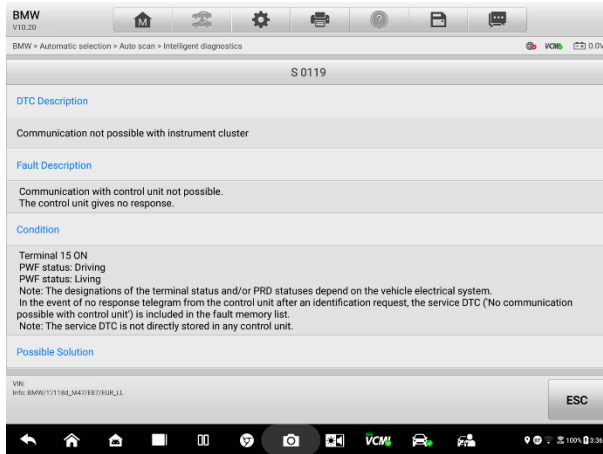 BMW
V10.20
BMW > Automatic selection > Auto scan > Intelligent diagnostics
VCMI
0.0V
S 0119
DTC Description
Communication not possible with instrument cluster
Fault Description
Communication with control unit not possible.
The control unit gives no response.
Condition
Terminal 15 ON
PWF status: Driving
PWF status: Living
Note: The designations of the terminal status and/or PRD statuses depend on the vehicle electrical system.
In the event of no response telegram from the control unit after an identification request, the service DTC ('No communication
possible with control unit') is included in the fault memory list.
Note: The service DTC is not directly stored in any control unit.
Possible Solution
VIN:
Info: BMW/'1'/118d_M47/E87/EUR_LL
ESC
VCMI
100%
3:36